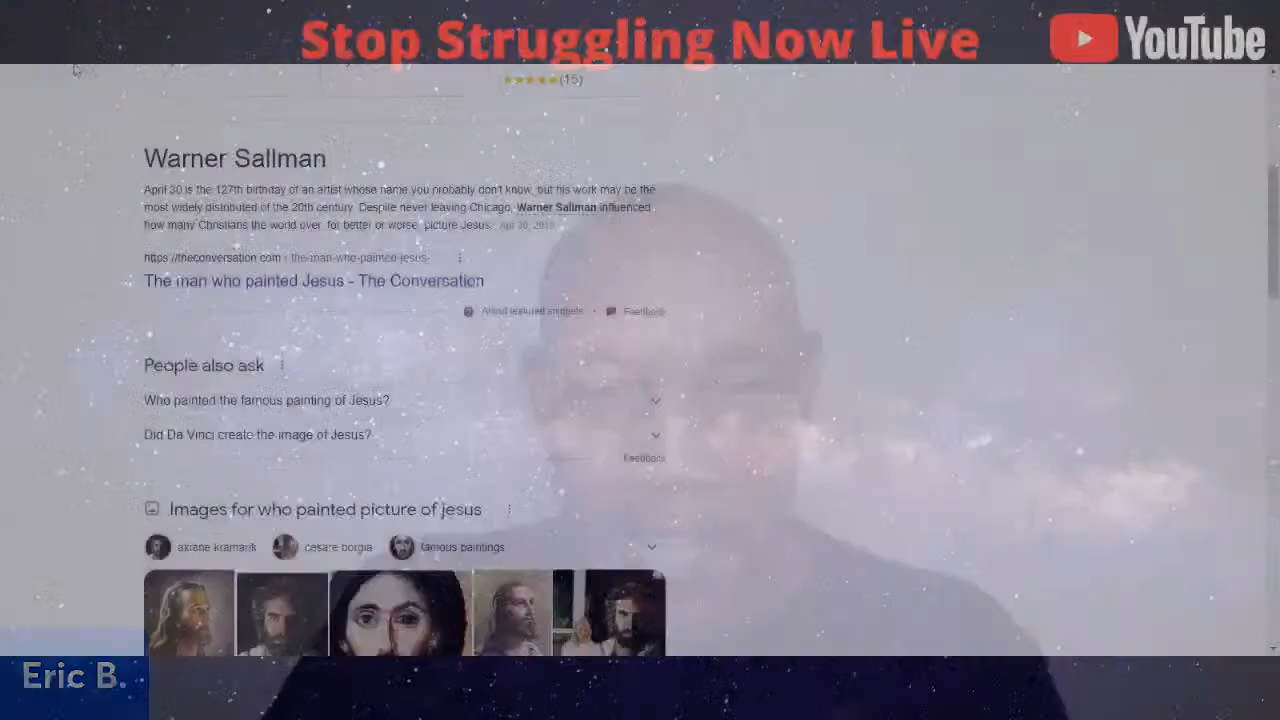 Stop Struggling Now Live
YouTube
(15)
Warner Sallman
April 30 is the 127th birthday of an artist whose name you probably don't know, but his work may be the
most widely distributed of the 20th century. Despite never leaving Chicago, Warner Sallman influenced
how many Christians the world over, for better or worse, picture Jesus. Apr 30, 2019
https://theconversation.com › the-man-who-painted-jesus-
The man who painted Jesus - The Conversation
About featured snippets • Feedback
People also ask
Who painted the famous painting of Jesus?
Did Da Vinci create the image of Jesus?
Feedback
Images for who painted picture of jesus
akiane kramarik cesare borgia famous paintings
Eric B.